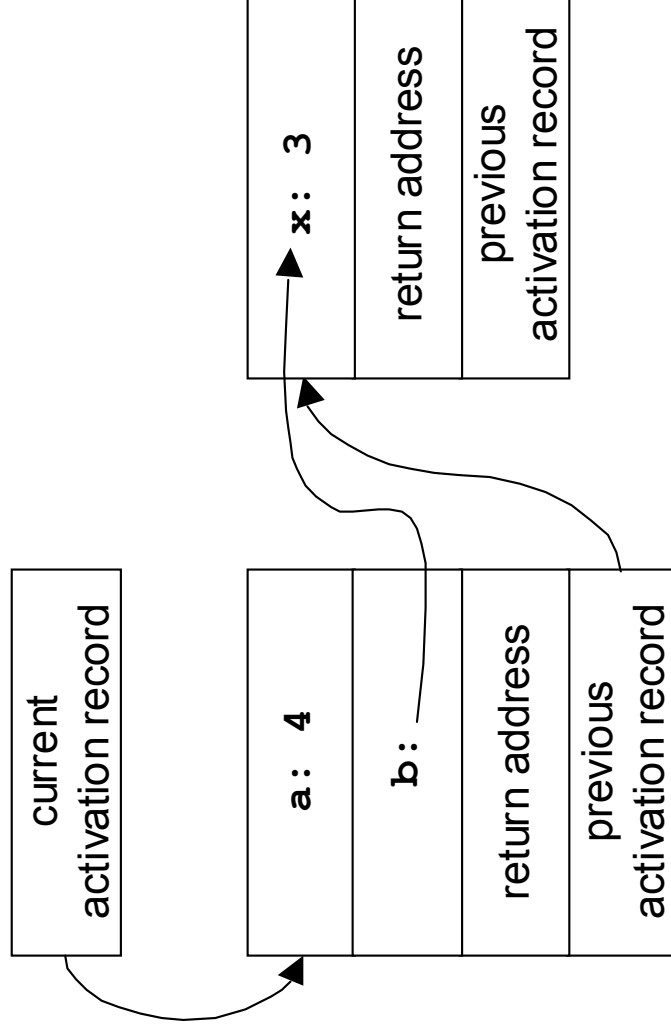 current
activation record
a: 4
b:
return address
previous
activation record
x: 3
return address
previous
activation record